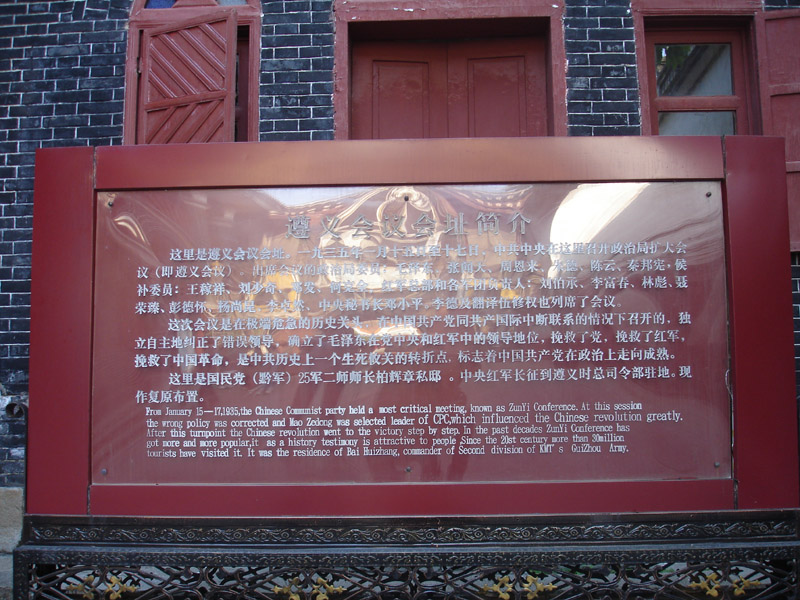 遵义会议会址简介
这里是遵义会议会址。一九三五年一月十五日至十七日，中共中央在这里召开政治局扩大会
议（即遵义会议）。出席会议的政治局委员：毛泽东、张闻天、周恩来、朱德、陈云、秦邦宪，侯
补委员：王稼祥、刘少奇、邓发、何克全，红军总部和各军团负责人：刘伯承、李富春、林彪、聂
荣臻、彭德怀、杨尚昆、李卓然，中央秘书长邓小平，李德及翻译伍修权也列席了会议。
这次会议是在极端危急的历史关头，在中国共产党同共产国际中断联系的情况下召开的，独
立自主地纠正了错误领导，确立了毛泽东在党中央和红军中的领导地位，挽救了党，挽救了红军，
挽救了中国革命，是中共历史上一个生死攸关的转折点，标志着中国共产党在政治上走向成熟。
这里是国民党（黔军）25军二师师长柏辉章私邸。中央红军长征到遵义时总司令部驻地。现
作复原布置。
From January 15—17,1935,the Chinese Communist party held a most critical meeting, known as ZunYi Conference. At this session
the wrong policy was corrected and Mao Zedong was selected leader of CPC,which influenced the Chinese revolution greatly.
After this turnpoint the Chinese revolution went to the victory step by step. In the past decades ZunYi Conference has
got more and more popular,it as a history testimony is attractive to people Since the 20st century more than 30million
tourists have visited it. It was the residence of Bai Huizhang, commander of Second division of KMT's GuiZhou Army.